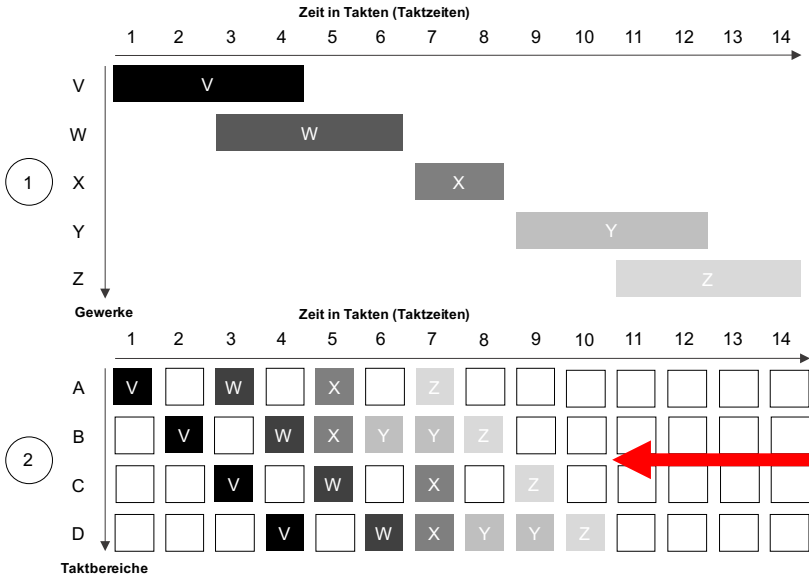 Zeit in Takten (Taktzeiten)
1 2 3 4 5 6 7 8 9 10 11 12 13 14
V V
W W
1 X X
Y Y
Z Z
Gewerke
Zeit in Takten (Taktzeiten)
1 2 3 4 5 6 7 8 9 10 11 12 13 14
A V W X Z
B V W X Y Y Z
2
C V W X Z
D V W X Y Y Z
Taktbereiche